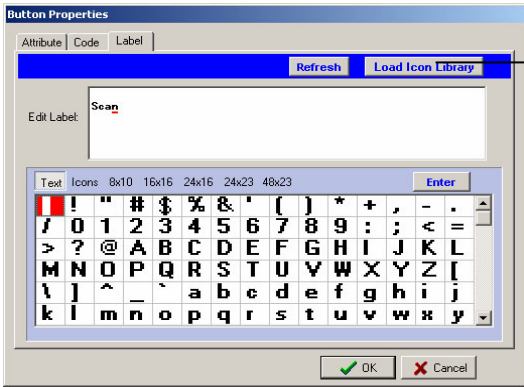 Button Properties
Attribute Code Label
Refresh Load Icon Library
Edit Label: Scan
Text Icons 8x10 16x16 24x16 24x23 48x23 Enter
! " # $ % & ' ( ) * + , - .
/ 0 1 2 3 4 5 6 7 8 9 : ; < =
> ? @ A B C D E F G H I J K L
M N O P Q R S T U V W X Y Z [
\ ] ^ _ ` a b c d e f g h i j
k l m n o p q r s t u v w x y
OK Cancel